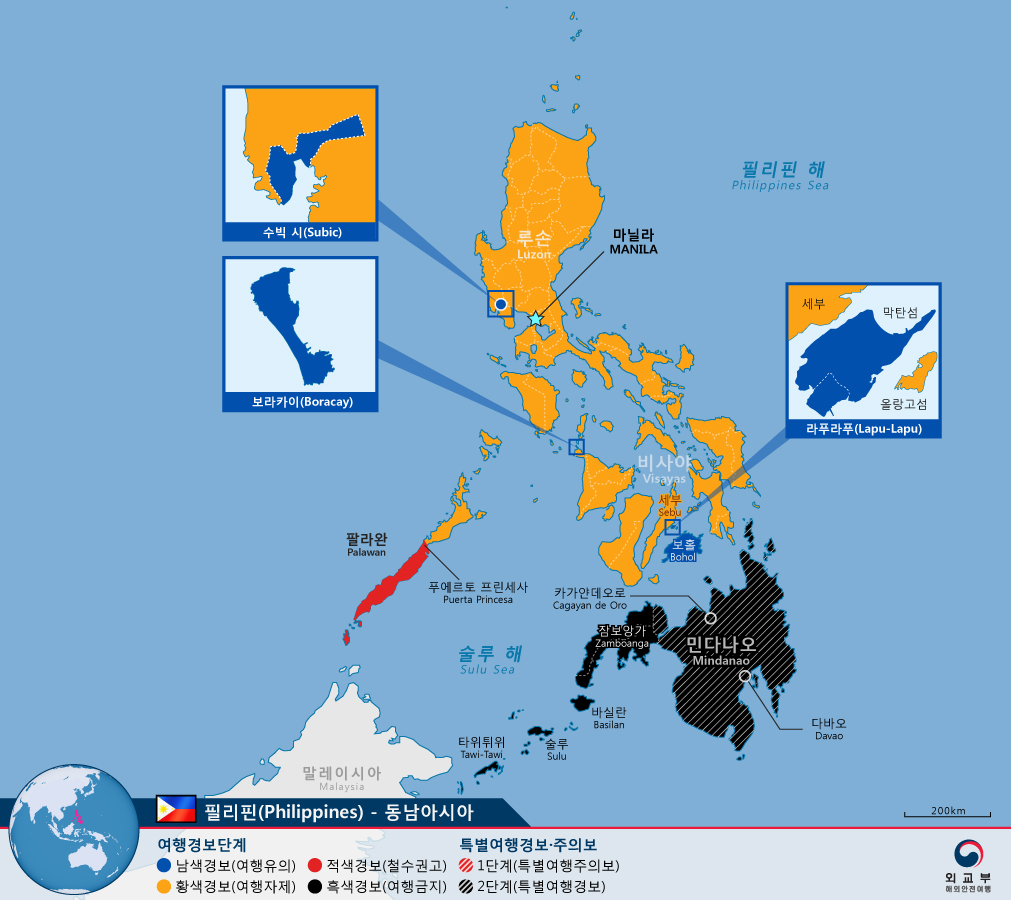 필리핀 해
Philippines Sea
수빅 시(Subic)
루손
Luzon
마닐라
MANILA
보라카이(Boracay)
세부
막탄섬
올랑고섬
라푸라푸(Lapu-Lapu)
비사야
Visayas
세부
Sebu
보홀
Bohol
팔라완
Palawan
푸에르토 프린세사
Puerta Princesa
카가얀데오로
Cagayan de Oro
잠보앙가
Zamboanga
민다나오
Mindanao
술루 해
Sulu Sea
바실란
Basilan
다바오
Davao
타위튀위
Tawi-Tawi
술루
Sulu
말레이시아
Malaysia
200km
필리핀(Philippines) - 동남아시아
여행경보단계
남색경보(여행유의)
적색경보(철수권고)
황색경보(여행자제)
흑색경보(여행금지)
특별여행경보·주의보
1단계(특별여행주의보)
2단계(특별여행경보)
외교부
해외안전여행